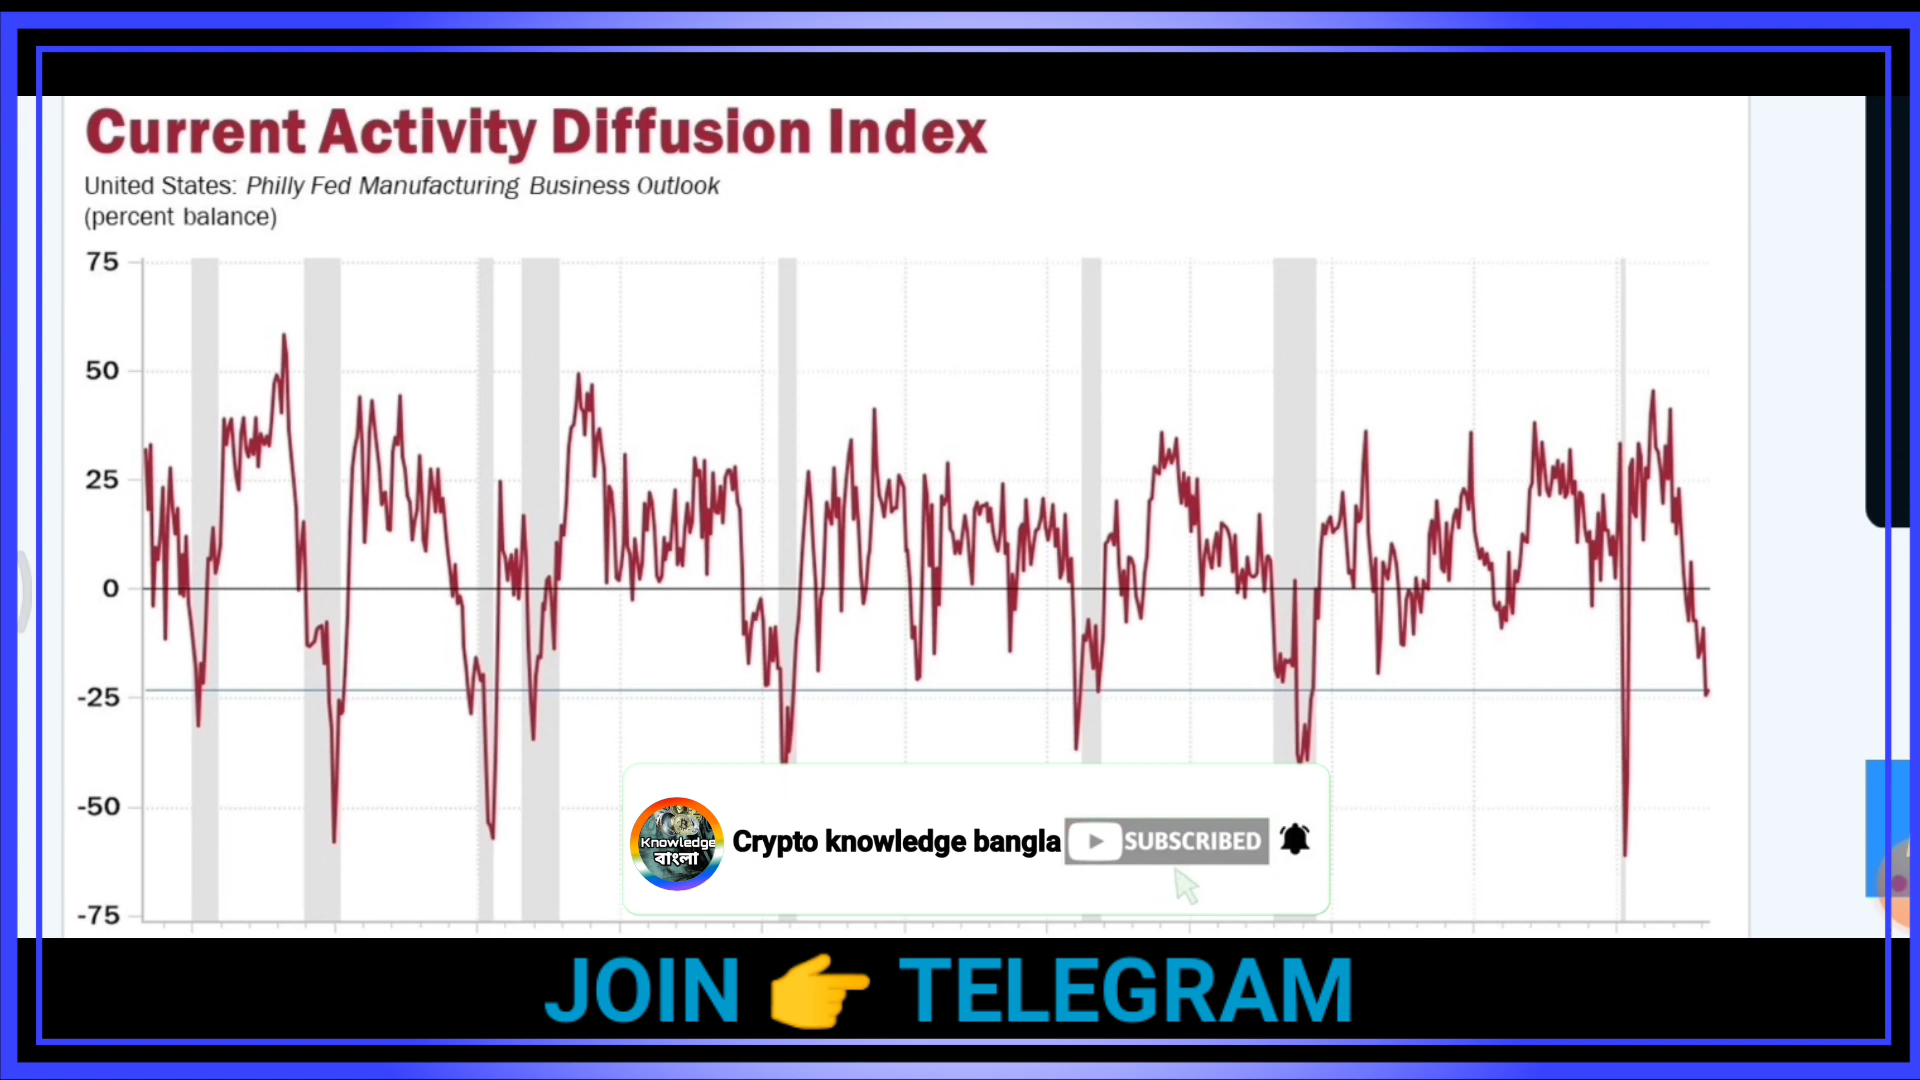 Current Activity Diffusion Index
United States: Philly Fed Manufacturing Business Outlook
(percent balance)
75
50
25
0
-25
-50
-75
Knowledge
বাংলা
Crypto knowledge bangla
SUBSCRIBED
JOIN 👉 TELEGRAM